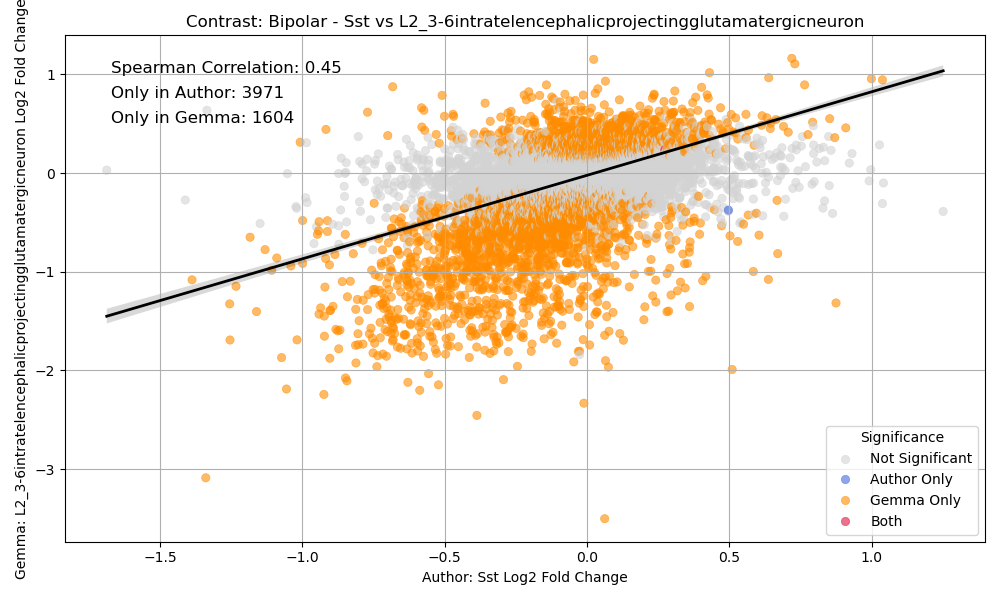 Contrast: Bipolar - Sst vs L2_3-6intratelencephalicprojectingglutamatergicneuron
Gemma: L2_3-6intratelencephalicprojectingglutamatergicneuron Log2 Fold Change
Spearman Correlation: 0.45
Only in Author: 3971
Only in Gemma: 1604
1
0
−1
−2
−3
Significance
Not Significant
Author Only
Gemma Only
Both
−1.5
−1.0
−0.5
0.0
0.5
1.0
Author: Sst Log2 Fold Change